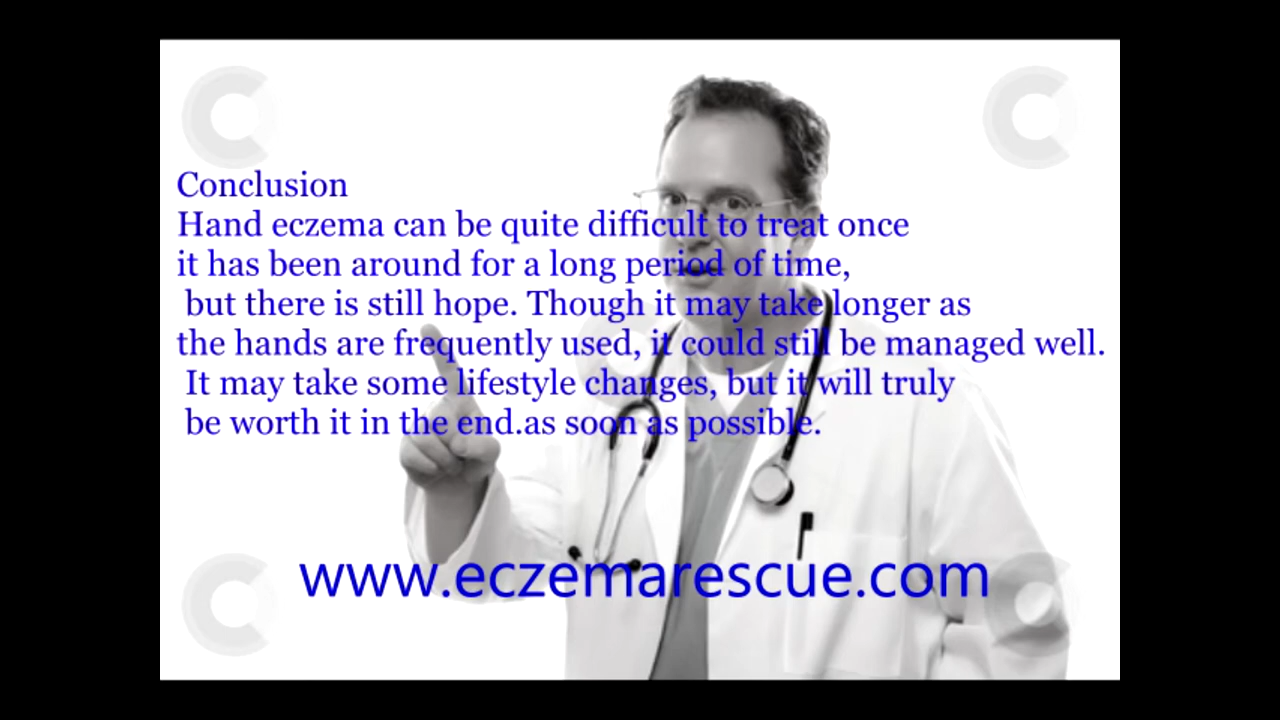 Conclusion
Hand eczema can be quite difficult to treat once
it has been around for a long period of time,
but there is still hope. Though it may take longer as
the hands are frequently used, it could still be managed well.
It may take some lifestyle changes, but it will truly
be worth it in the end.as soon as possible.
www.eczemarescue.com